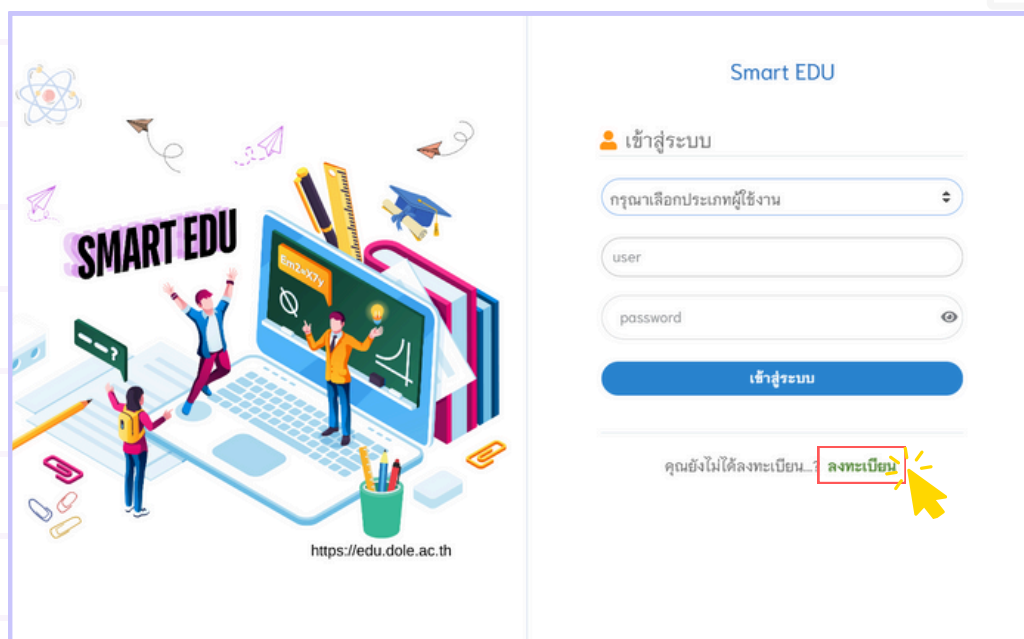 Smart EDU
เข้าสู่ระบบ
กรุณาเลือกประเภทผู้ใช้งาน
user
password
เข้าสู่ระบบ
คุณยังไม่ได้ลงทะเบียน...? ลงทะเบียน
SMART EDU
Em2=X7y
--?
https://edu.dole.ac.th